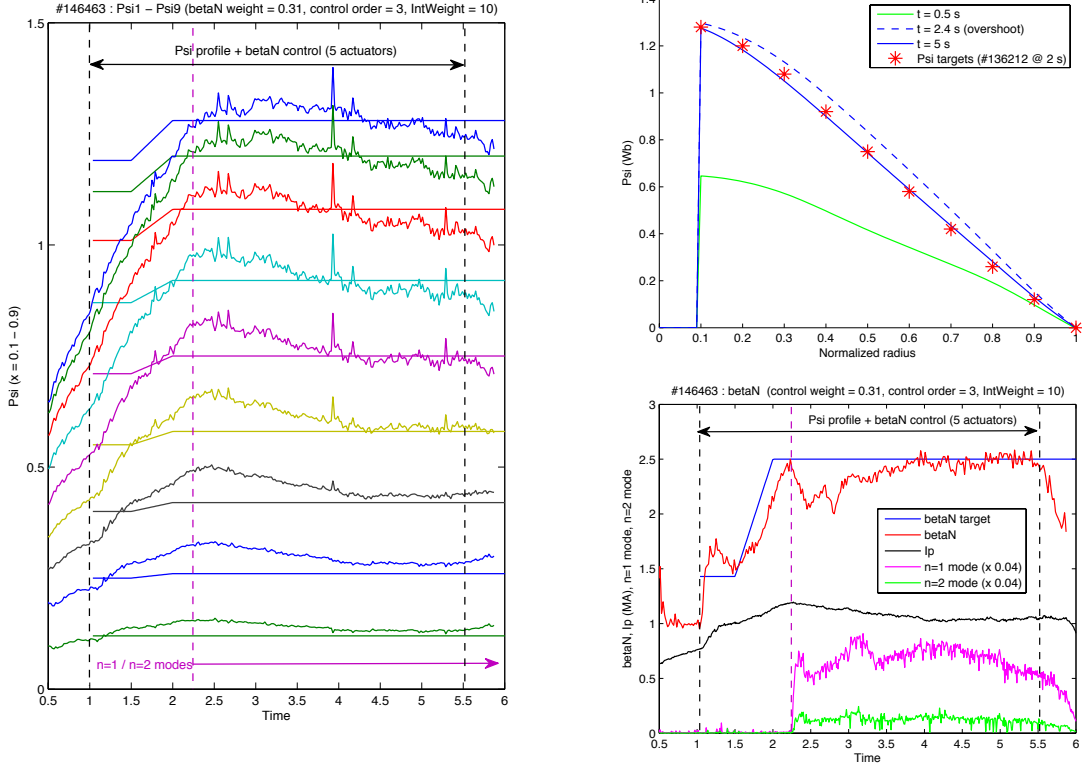 #146463 : Psi1 − Psi9 (betaN weight = 0.31, control order = 3, IntWeight = 10)
Psi profile + betaN control (5 actuators)
Psi (x = 0.1 − 0.9)
1.5
1
0.5
0
n=1 / n=2 modes
0.5 1 1.5 2 2.5 3 3.5 4 4.5 5 5.5 6
Time
1.4
1.2
1
0.8
0.6
0.4
0.2
0
Psi (Wb)
t = 0.5 s
t = 2.4 s (overshoot)
t = 5 s
Psi targets (#136212 @ 2 s)
0 0.1 0.2 0.3 0.4 0.5 0.6 0.7 0.8 0.9 1
Normalized radius
#146463 : betaN (control weight = 0.31, control order = 3, IntWeight = 10)
Psi profile + betaN control (5 actuators)
betaN, Ip (MA), n=1 mode, n=2 mode
3
2.5
2
1.5
1
0.5
0
betaN target
betaN
Ip
n=1 mode (x 0.04)
n=2 mode (x 0.04)
0.5 1 1.5 2 2.5 3 3.5 4 4.5 5 5.5 6
Time